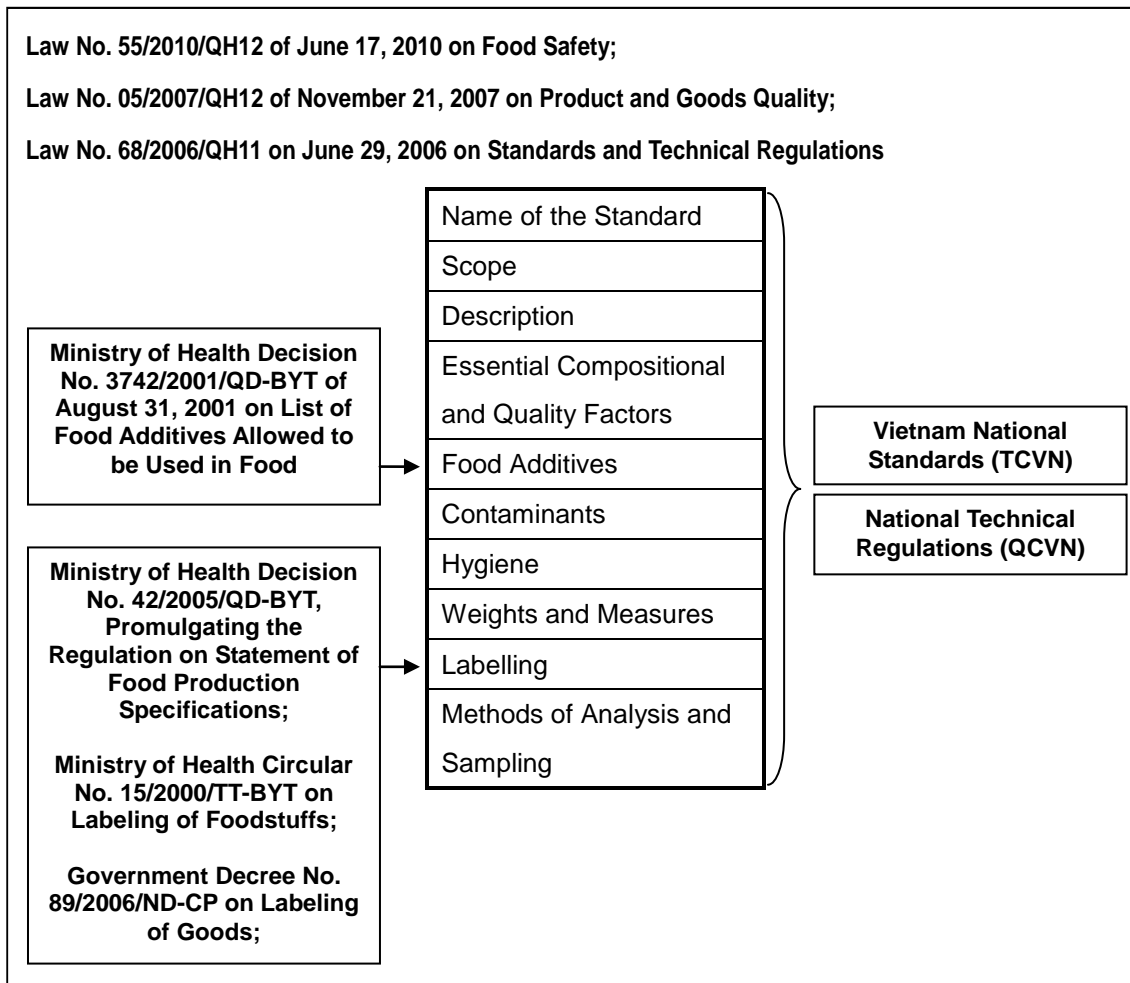 Law No. 55/2010/QH12 of June 17, 2010 on Food Safety;
Law No. 05/2007/QH12 of November 21, 2007 on Product and Goods Quality;
Law No. 68/2006/QH11 on June 29, 2006 on Standards and Technical Regulations
Ministry of Health Decision
No. 3742/2001/QD-BYT of
August 31, 2001 on List of
Food Additives Allowed to
be Used in Food
Ministry of Health Decision
No. 42/2005/QD-BYT,
Promulgating the
Regulation on Statement of
Food Production
Specifications;
Ministry of Health Circular
No. 15/2000/TT-BYT on
Labeling of Foodstuffs;
Government Decree No.
89/2006/ND-CP on Labeling
of Goods;
Name of the Standard
Scope
Description
Essential Compositional
and Quality Factors
Food Additives
Contaminants
Hygiene
Weights and Measures
Labelling
Methods of Analysis and
Sampling
Vietnam National
Standards (TCVN)
National Technical
Regulations (QCVN)